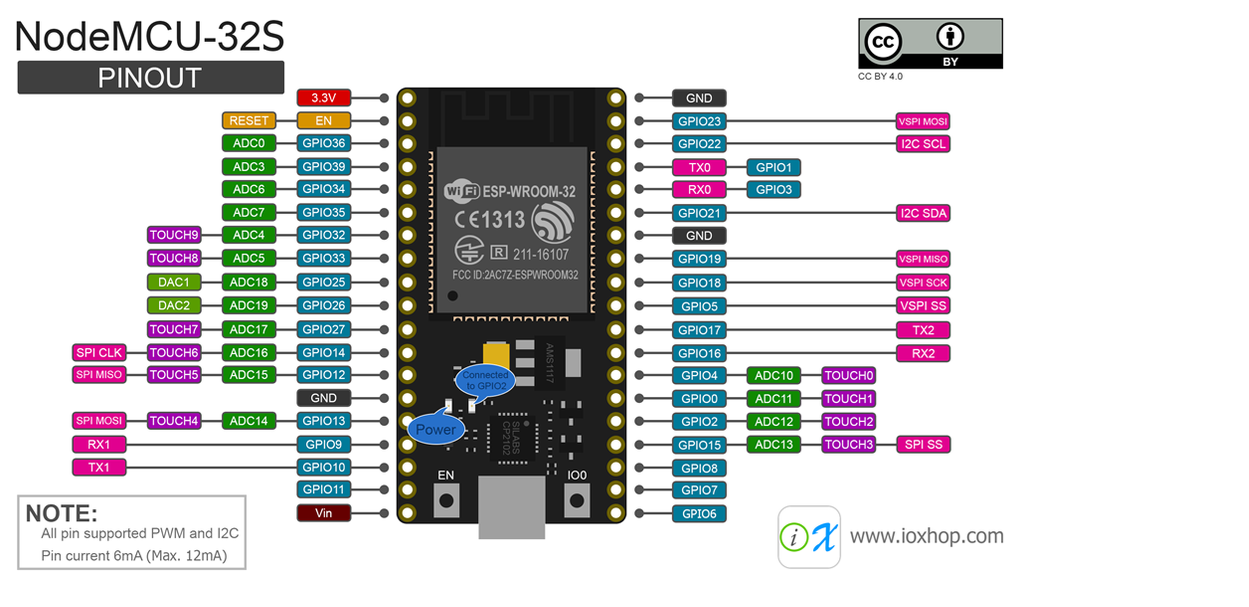 NodeMCU-32S
PINOUT
cc
BY
CC BY 4.0
3.3V
GND
RESET EN
GPIO23 VSPI MOSI
ADC0 GPIO36
GPIO22 I2C SCL
ADC3 GPIO39
TX0 GPIO1
ADC6 GPIO34
RX0 GPIO3
ADC7 GPIO35
GPIO21 I2C SDA
TOUCH9 ADC4 GPIO32
GND
TOUCH8 ADC5 GPIO33
GPIO19 VSPI MISO
DAC1 ADC18 GPIO25
GPIO18 VSPI SCK
DAC2 ADC19 GPIO26
GPIO5 VSPI SS
TOUCH7 ADC17 GPIO27
GPIO17 TX2
SPI CLK TOUCH6 ADC16 GPIO14
GPIO16 RX2
SPI MISO TOUCH5 ADC15 GPIO12
GPIO4 ADC10 TOUCH0
GND
GPIO0 ADC11 TOUCH1
SPI MOSI TOUCH4 ADC14 GPIO13
GPIO2 ADC12 TOUCH2
RX1 GPIO9
GPIO15 ADC13 TOUCH3 SPI SS
TX1 GPIO10
GPIO8
GPIO11
GPIO7
Vin
GPIO6
WiFi ESP-WROOM-32
CE1313
R 211-16107
FCC ID:2AC7Z-ESPWROOM32
AMS1117
Connected
to GPIO2
Power
SILABS
CP2102
EN
IO0
NOTE:
All pin supported PWM and I2C
Pin current 6mA (Max. 12mA)
iX
www.ioxhop.com